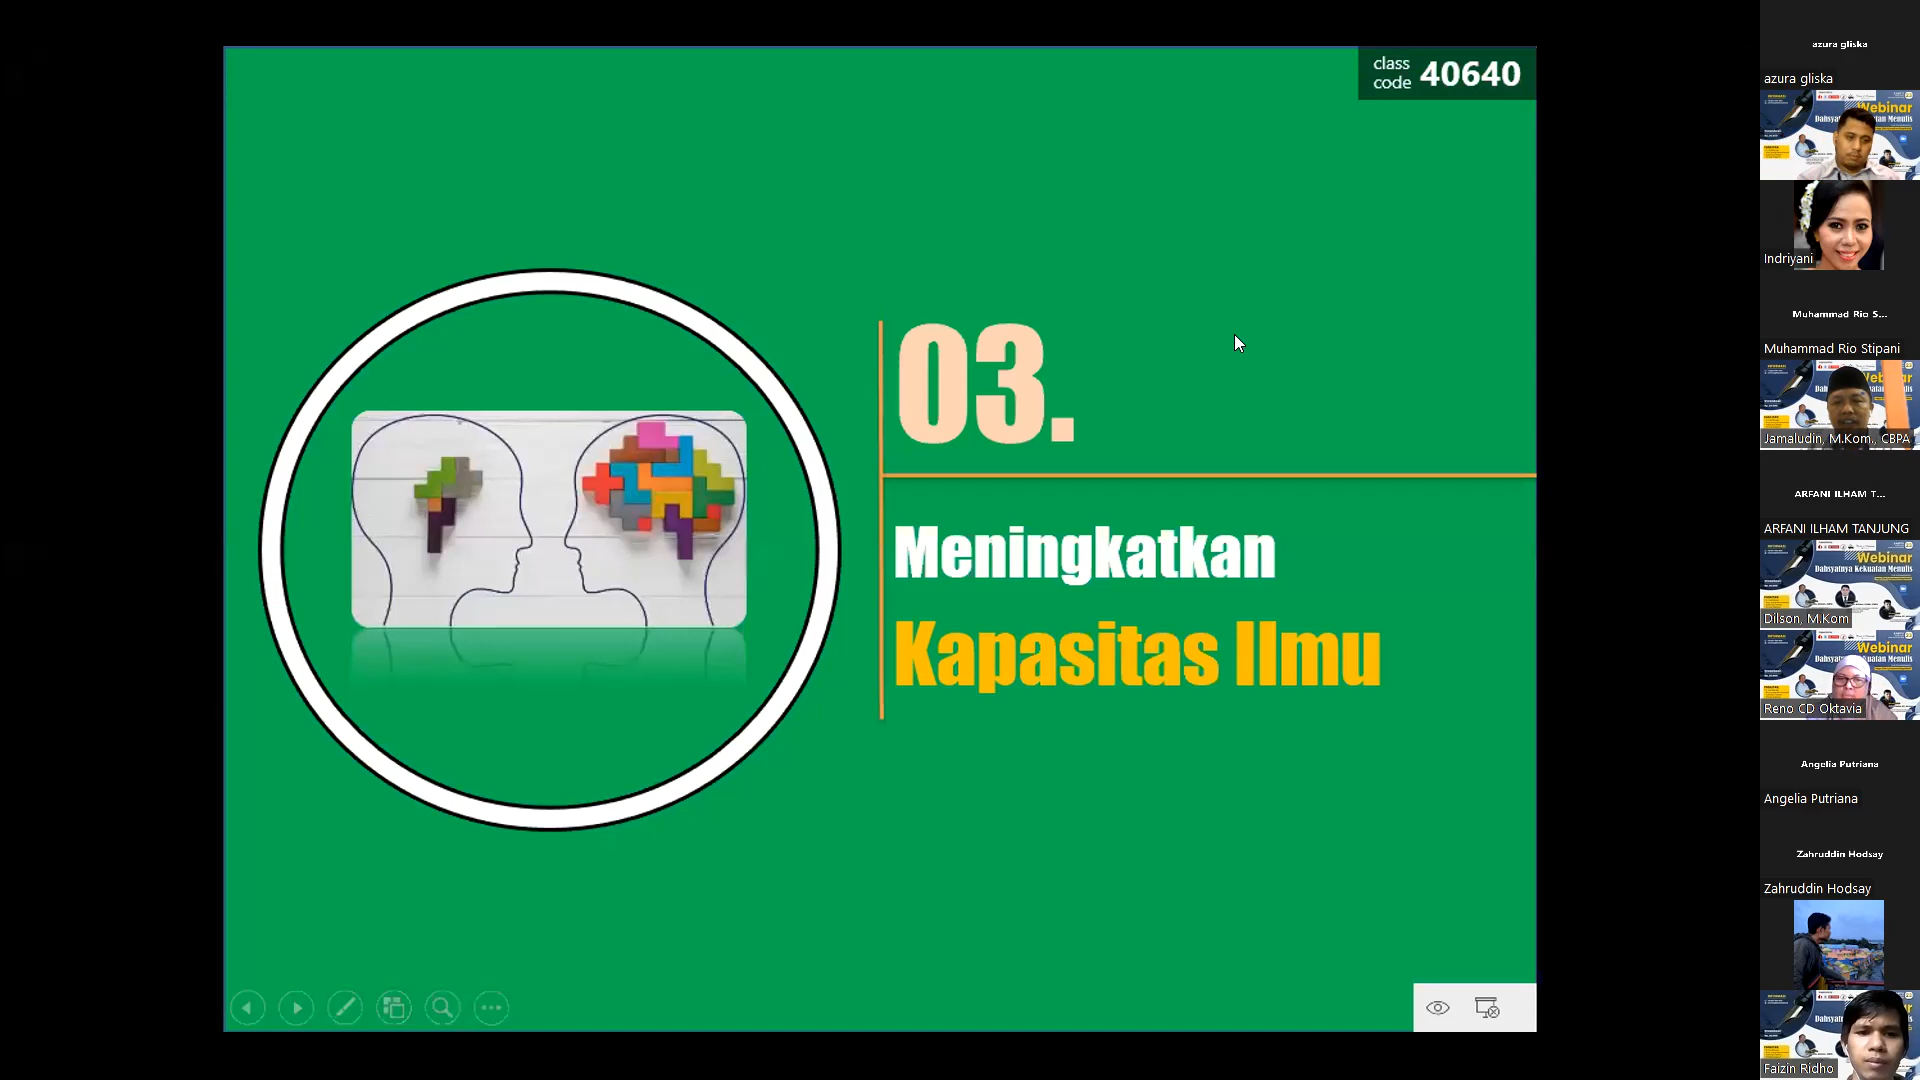 class
code 40640
03.
Meningkatkan
Kapasitas Ilmu
azura gliska
azura gliska
Webinar
Indriyani
Muhammad Rio S...
Muhammad Rio Stipani
Jamaludin, M.Kom., CBPA
ARFANI ILHAM T...
ARFANI ILHAM TANJUNG
Webinar
Dahsyatnya Kekuatan Menulis
Dilson, M.Kom
Webinar
Reno CD Oktavia
Angelia Putriana
Angelia Putriana
Zahruddin Hodsay
Zahruddin Hodsay
Faizin Ridho